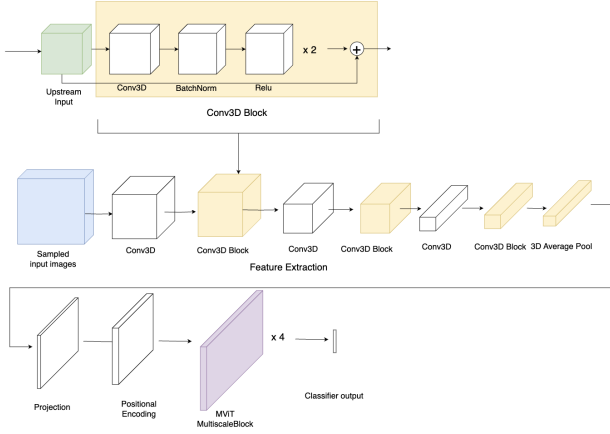 x 2
Upstream
Input
Conv3D
BatchNorm
Relu
Conv3D Block
Sampled
input images
Conv3D
Conv3D Block
Conv3D
Conv3D Block
Conv3D
Conv3D Block
3D Average Pool
Feature Extraction
x 4
Projection
Positional
Encoding
MViT
MultiscaleBlock
Classifier output